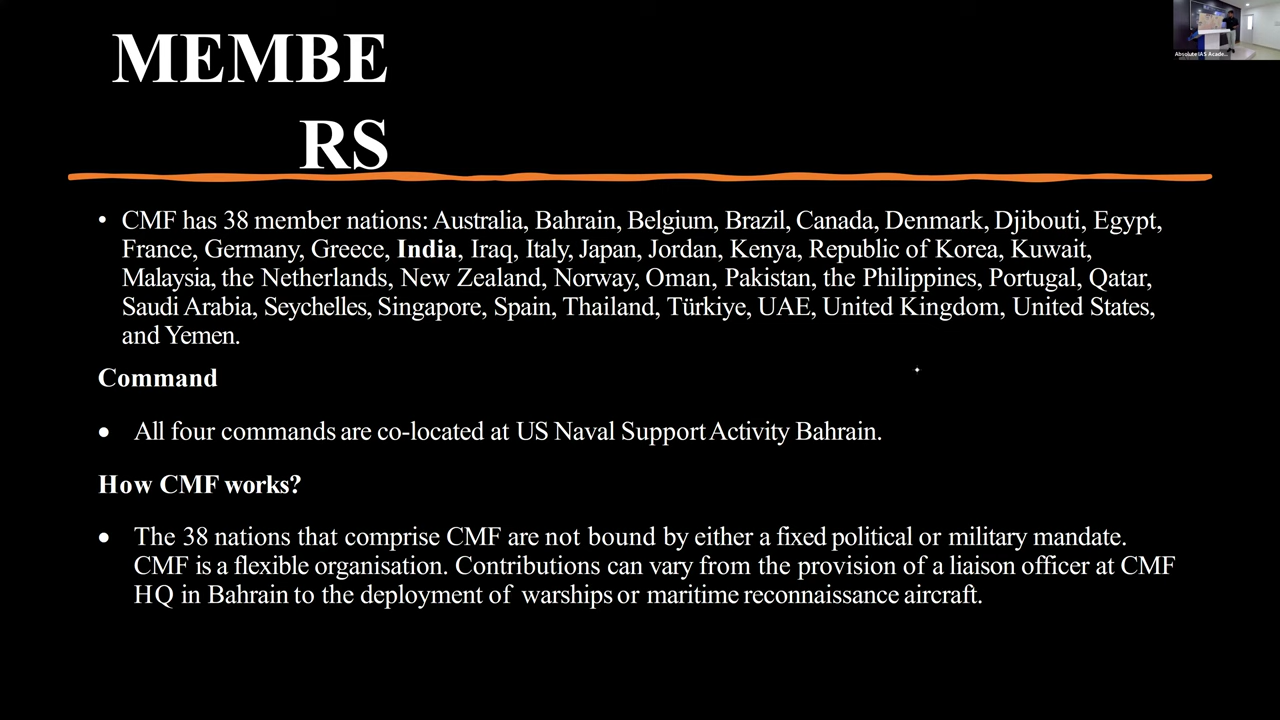 MEMBE
RS
• CMF has 38 member nations: Australia, Bahrain, Belgium, Brazil, Canada, Denmark, Djibouti, Egypt,
France, Germany, Greece, India, Iraq, Italy, Japan, Jordan, Kenya, Republic of Korea, Kuwait,
Malaysia, the Netherlands, New Zealand, Norway, Oman, Pakistan, the Philippines, Portugal, Qatar,
Saudi Arabia, Seychelles, Singapore, Spain, Thailand, Türkiye, UAE, United Kingdom, United States,
and Yemen.
Command
• All four commands are co-located at US Naval Support Activity Bahrain.
How CMF works?
• The 38 nations that comprise CMF are not bound by either a fixed political or military mandate.
CMF is a flexible organisation. Contributions can vary from the provision of a liaison officer at CMF
HQ in Bahrain to the deployment of warships or maritime reconnaissance aircraft.
Absolute IAS Acade...